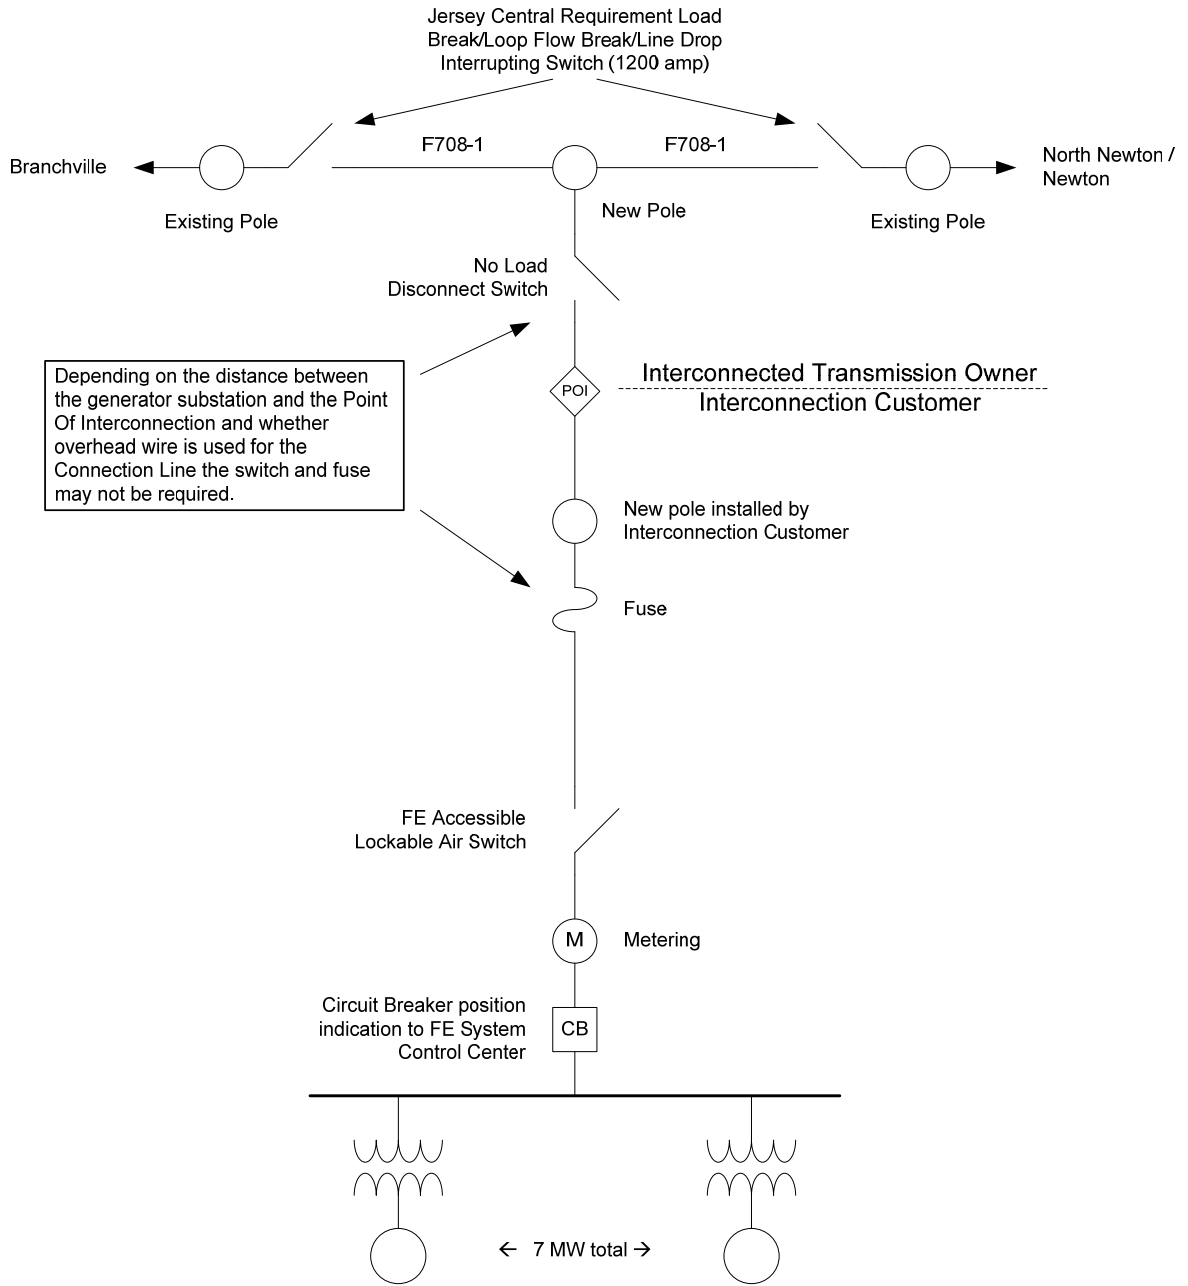 Jersey Central Requirement Load
Break/Loop Flow Break/Line Drop
Interrupting Switch (1200 amp)
F708-1
F708-1
Branchville
North Newton /
Newton
Existing Pole
New Pole
Existing Pole
No Load
Disconnect Switch
Depending on the distance between
the generator substation and the Point
Of Interconnection and whether
overhead wire is used for the
Connection Line the switch and fuse
may not be required.
POI
Interconnected Transmission Owner
Interconnection Customer
New pole installed by
Interconnection Customer
Fuse
FE Accessible
Lockable Air Switch
M
Metering
Circuit Breaker position
indication to FE System
Control Center
CB
← 7 MW total →